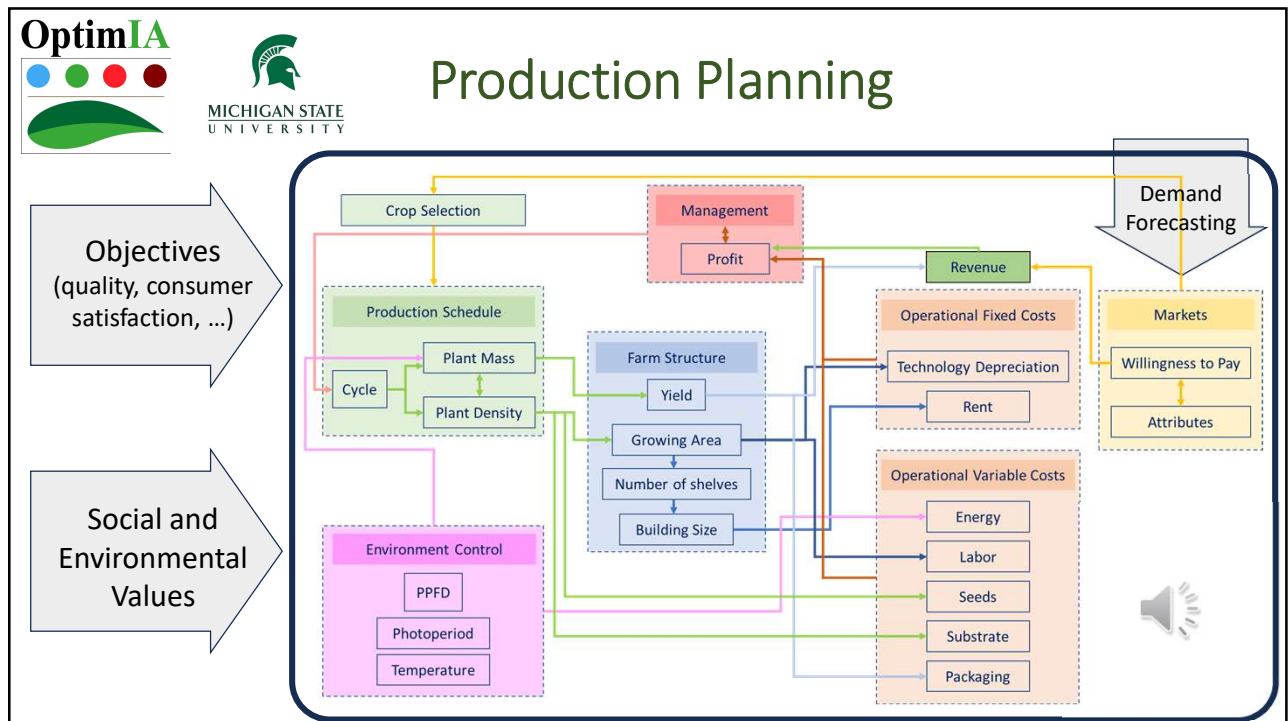 OptimIA
MICHIGAN STATE
UNIVERSITY
Production Planning
Objectives
(quality, consumer
satisfaction, ...)
Social and
Environmental
Values
Demand
Forecasting
Crop Selection
Management
Profit
Revenue
Production Schedule
Plant Mass
Cycle
Plant Density
Farm Structure
Yield
Growing Area
Number of shelves
Building Size
Operational Fixed Costs
Technology Depreciation
Rent
Markets
Willingness to Pay
Attributes
Environment Control
PPFD
Photoperiod
Temperature
Operational Variable Costs
Energy
Labor
Seeds
Substrate
Packaging